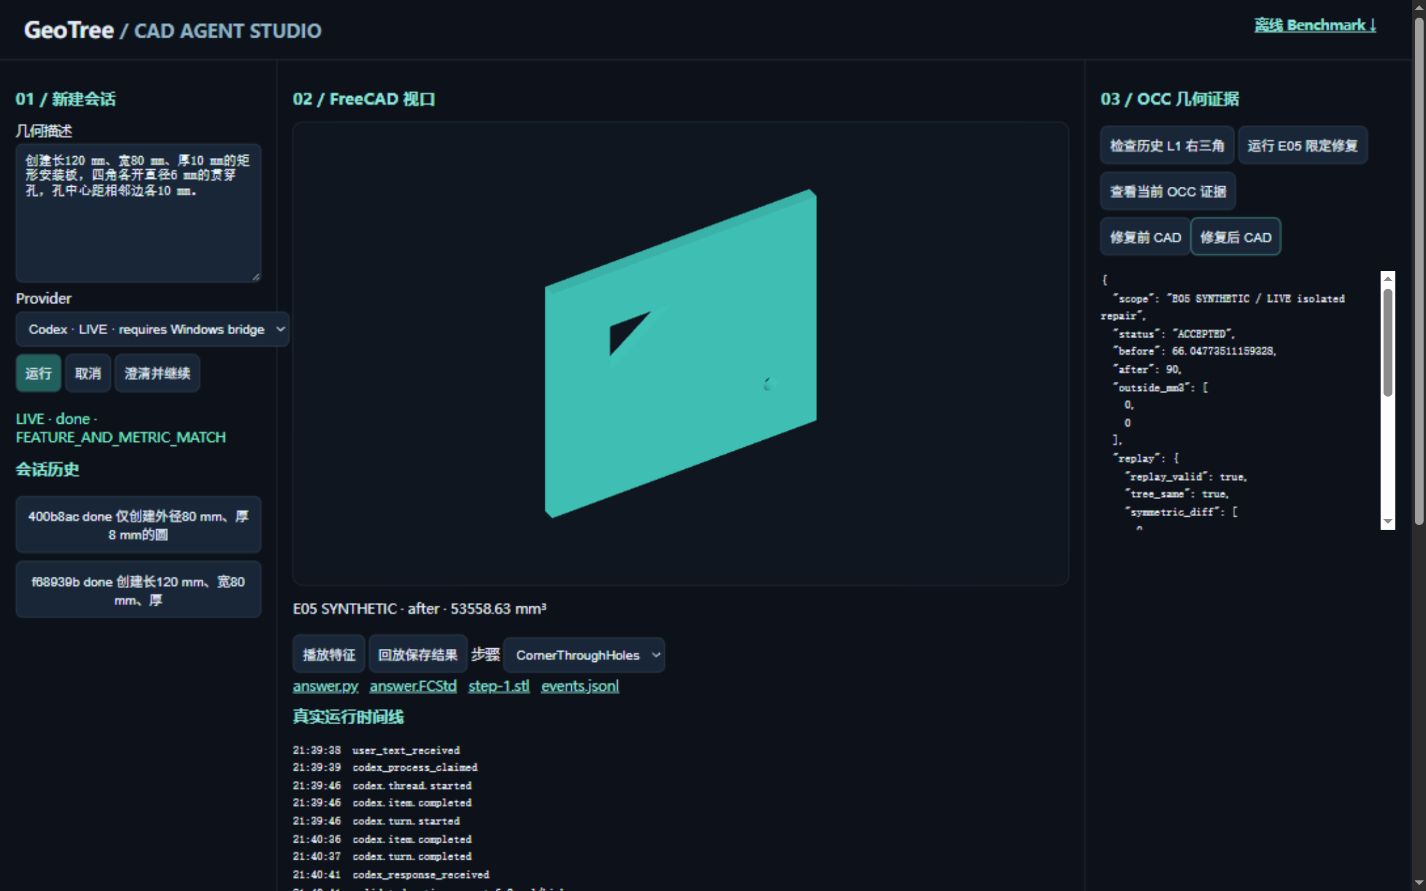 GeoTree / CAD AGENT STUDIO
离线 Benchmark ↓
01 / 新建会话
几何描述
创建长120 mm、宽80 mm、厚10 mm的矩
形安装板，四角各开直径6 mm的贯穿
孔，孔中心距相邻边各10 mm.
Provider
Codex · LIVE · requires Windows bridge
运行
取消
澄清并继续
LIVE · done ·
FEATURE_AND_METRIC_MATCH
会话历史
400b8ac done 仅创建外径80 mm、厚
8 mm的圆
f68939b done 创建长120 mm、宽80
mm、厚
02 / FreeCAD 视口
E05 SYNTHETIC · after · 53558.63 mm³
播放特征
回放保存结果
步骤
CornerThroughHoles
answer.py answer.FCStd step-1.stl events.jsonl
真实运行时间线
21:39:38 user_text_received
21:39:39 codex_process_claimed
21:39:46 codex.thread.started
21:39:46 codex.item.completed
21:39:46 codex.turn.started
21:40:36 codex.item.completed
21:40:37 codex.turn.completed
21:40:41 codex_response_received
03 / OCC 几何证据
检查历史 L1 右三角
运行 E05 限定修复
查看当前 OCC 证据
修复前 CAD
修复后 CAD
{
"scope": "E05 SYNTHETIC / LIVE isolated
repair",
"status": "ACCEPTED",
"before": 66.04773511159328,
"after": 90,
"outside_mm3": [
0,
0
],
"replay": {
"replay_valid": true,
"tree_same": true,
"symmetric_diff": [